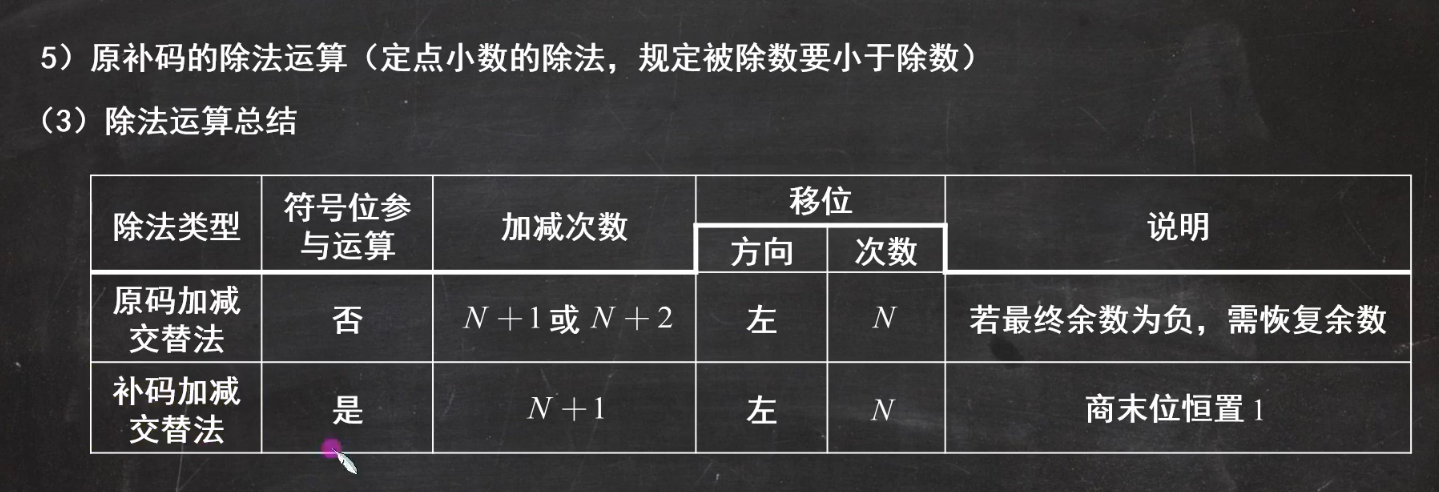 5）原补码的除法运算（定点小数的除法，规定被除数要小于除数）
（3）除法运算总结
除法类型
符号位参
与运算
加减次数
移位
方向
次数
说明
原码加减
交替法
否
N + 1或 N + 2
左
N
若最终余数为负，需恢复余数
补码加减
交替法
是
N + 1
左
N
商末位恒置 1